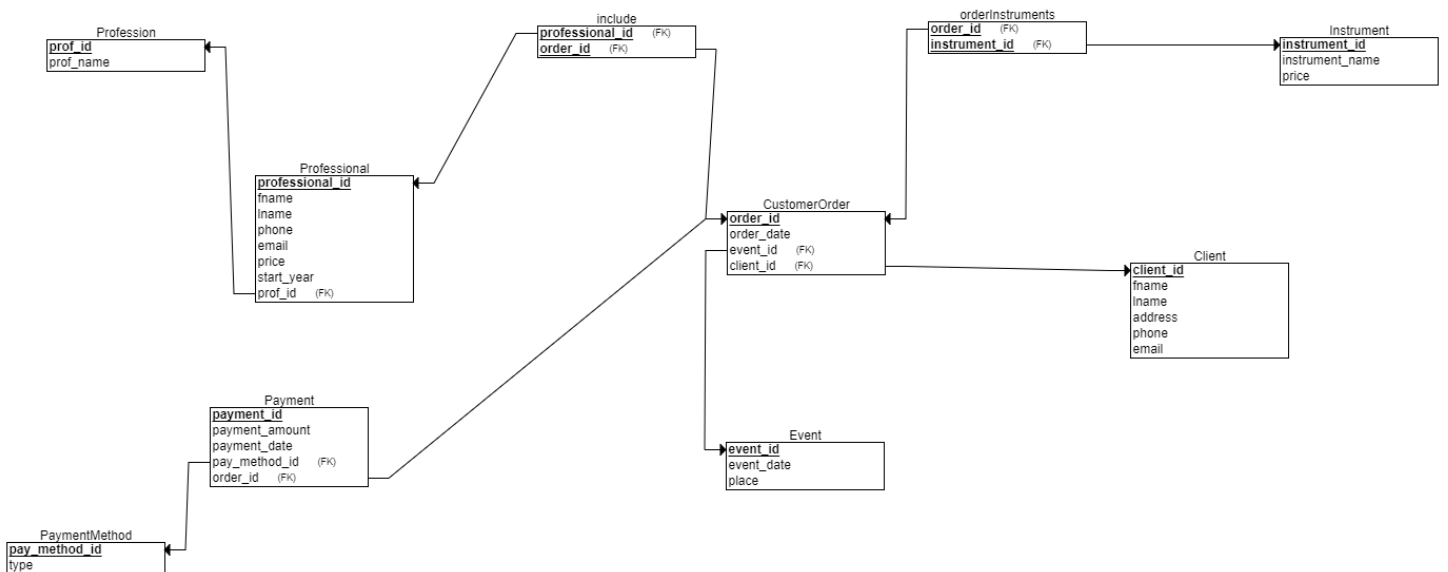 Profession
prof_id
prof_name
include
professional_id (FK)
order_id (FK)
orderInstruments
order_id (FK)
instrument_id (FK)
Instrument
instrument_id
instrument_name
price
Professional
professional_id
fname
lname
phone
email
price
start_year
prof_id (FK)
CustomerOrder
order_id
order_date
event_id (FK)
client_id (FK)
Client
client_id
fname
lname
address
phone
email
Payment
payment_id
payment_amount
payment_date
pay_method_id (FK)
order_id (FK)
Event
event_id
event_date
place
PaymentMethod
pay_method_id
type